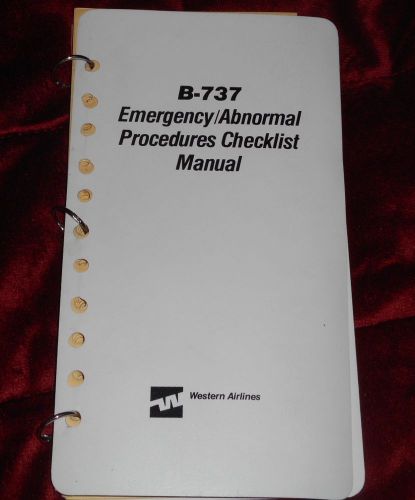 B-737
Emergency/Abnormal
Procedures Checklist
Manual
Western Airlines